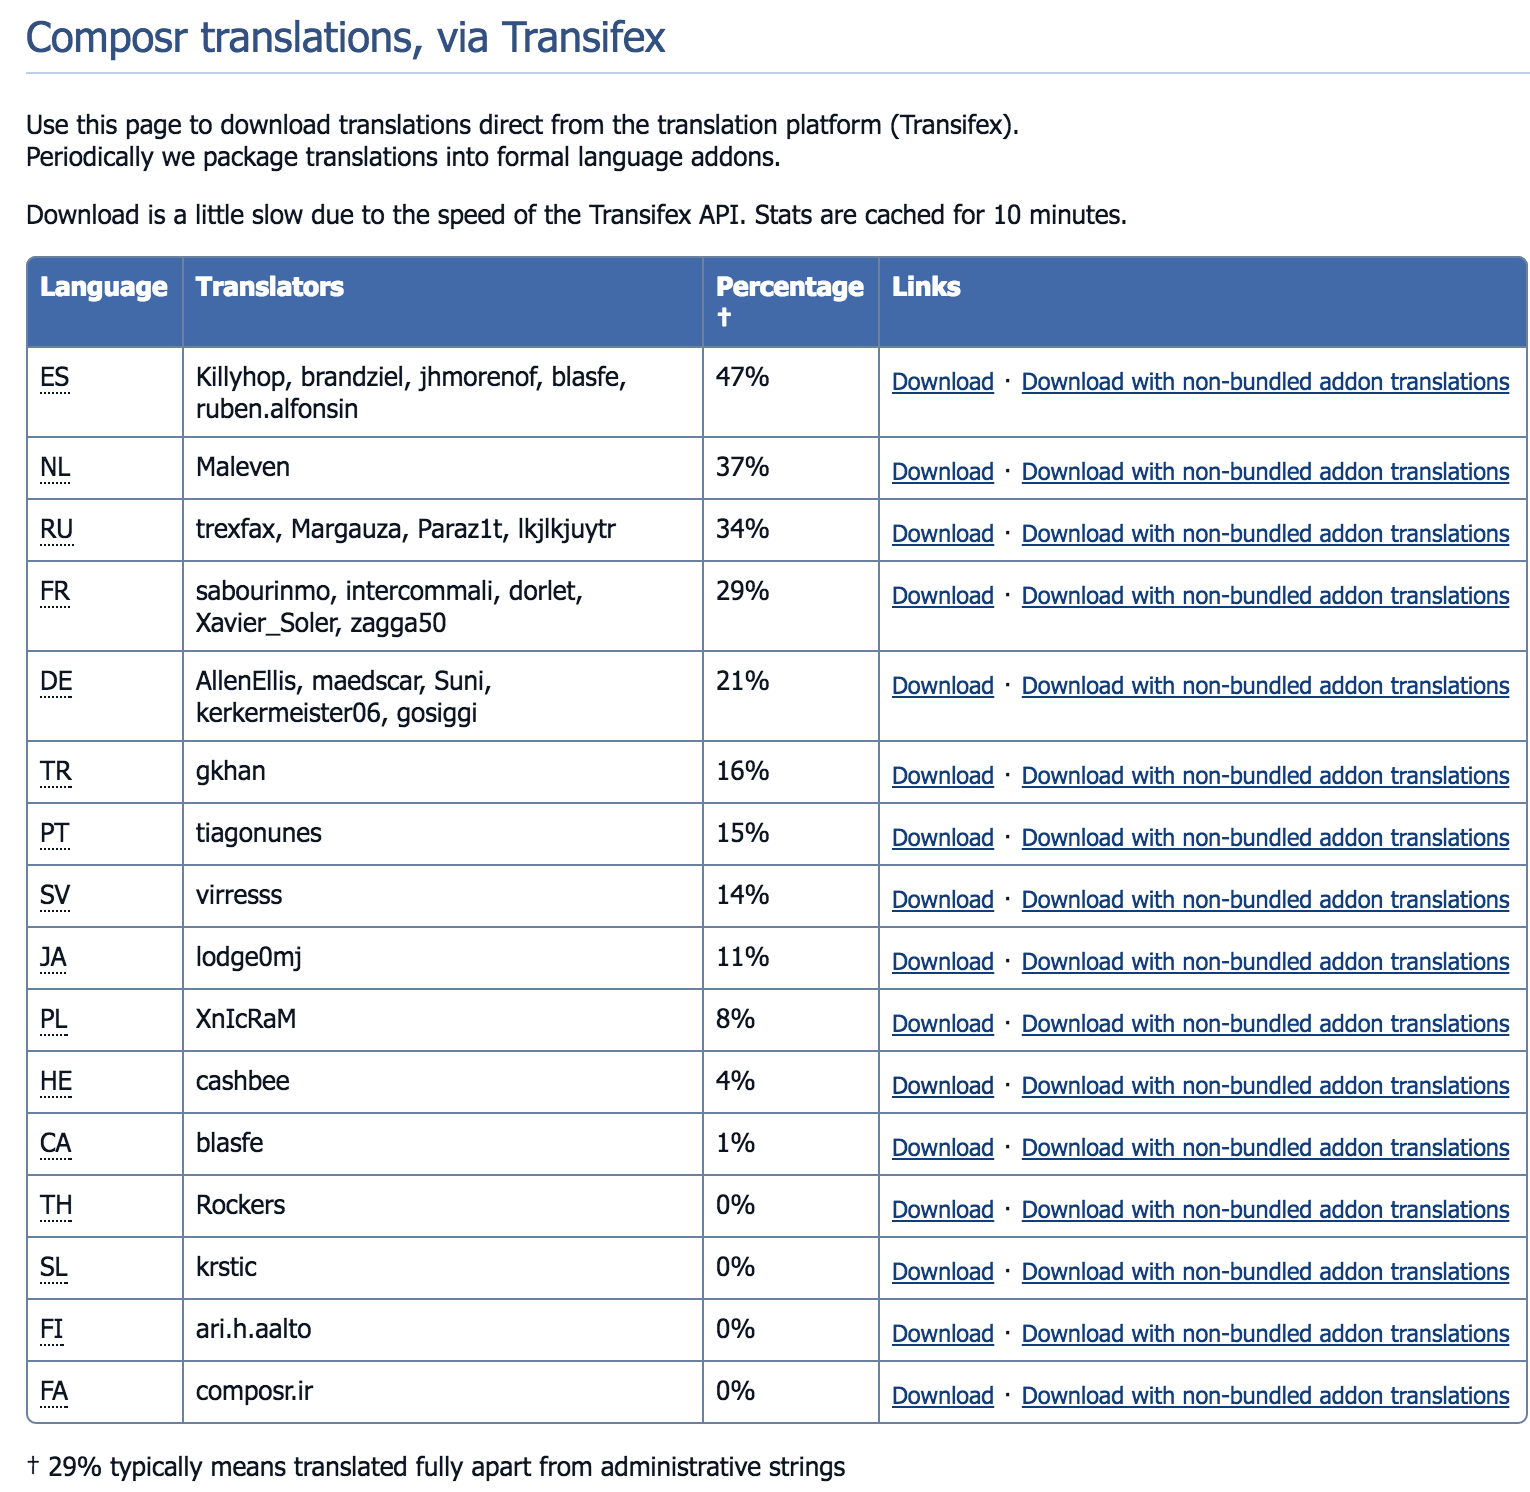 Composr translations, via Transifex
Use this page to download translations direct from the translation platform (Transifex).
Periodically we package translations into formal language addons.
Download is a little slow due to the speed of the Transifex API. Stats are cached for 10 minutes.
Language Translators Percentage † Links
ES Killyhop, brandziel, jhmorenof, blasfe, 47% Download · Download with non-bundled addon translations
ruben.alfonsin
NL Maleven 37% Download · Download with non-bundled addon translations
RU trexfax, Margauza, Paraz1t, lkjlkjuytr 34% Download · Download with non-bundled addon translations
FR sabourinmo, intercommali, dorlet, 29% Download · Download with non-bundled addon translations
Xavier_Soler, zagga50
DE AllenEllis, maedscar, Suni, 21% Download · Download with non-bundled addon translations
kerkermeister06, gosiggi
TR gkhan 16% Download · Download with non-bundled addon translations
PT tiagonunes 15% Download · Download with non-bundled addon translations
SV virresss 14% Download · Download with non-bundled addon translations
JA lodge0mj 11% Download · Download with non-bundled addon translations
PL XnIcRaM 8% Download · Download with non-bundled addon translations
HE cashbee 4% Download · Download with non-bundled addon translations
CA blasfe 1% Download · Download with non-bundled addon translations
TH Rockers 0% Download · Download with non-bundled addon translations
SL krstic 0% Download · Download with non-bundled addon translations
FI ari.h.aalto 0% Download · Download with non-bundled addon translations
FA composr.ir 0% Download · Download with non-bundled addon translations
† 29% typically means translated fully apart from administrative strings